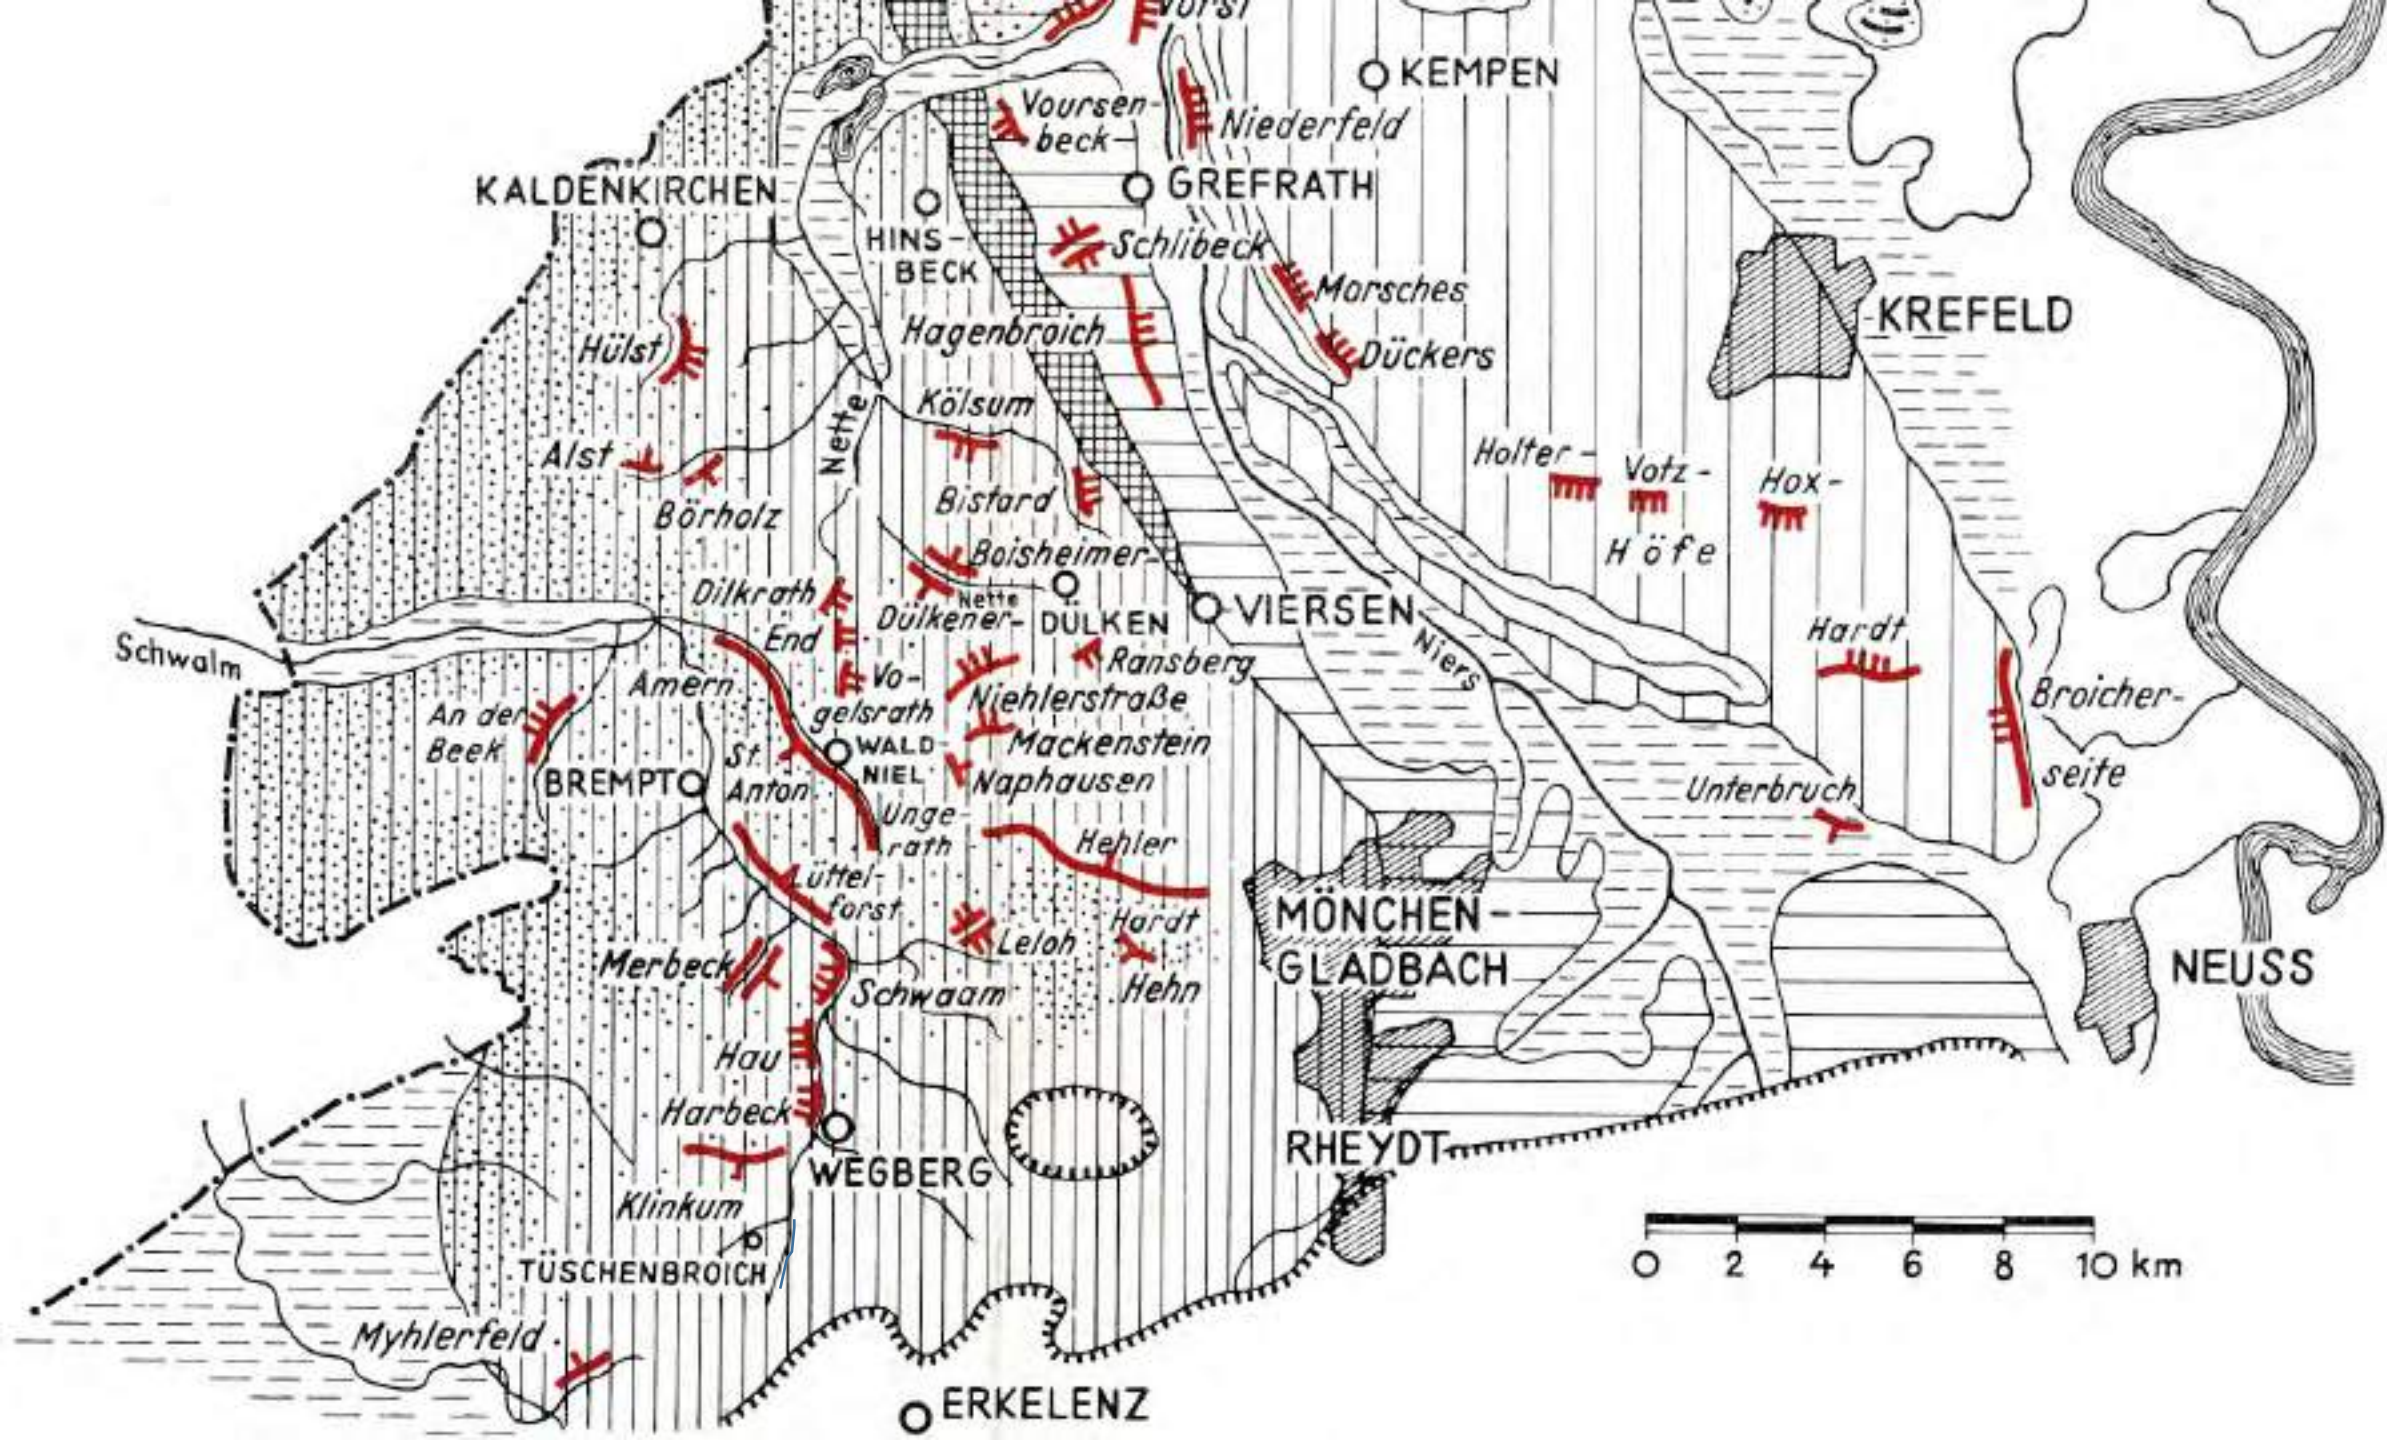 Vorst
KEMPEN
Voursen-
beck
Niederfeld
KALDENKIRCHEN
GREFRATH
HINS-
BECK
Schlibeck
Morsches
KREFELD
Hagenbroich
Hülst
Dückers
Kölsum
Nette
Alst
Holter-
Votz-
Hox-
Höfe
Bistard
Börholz
Boisheimer-
Nette
Dilkrath
Dülkener-
DÜLKEN
VIERSEN
Schwalm
End
Niers
Hardt
Ransberg
Amern
Vo-
gelsrath
Niehlerstraße
An der
Beek
Broicher-
seite
St.
Anton
WALD
NIEL
Mackenstein
BREMPT
Naphausen
Unterbruch
Unge-
rath
Hehler
Lüttel-
forst
Hardt
MÖNCHEN-
GLADBACH
Leloh
Merbeck
Schwaam
Hehn
NEUSS
Hau
Harbeck
RHEYDT
WEGBERG
Klinkum
TÜSCHENBROICH
0 2 4 6 8 10 km
Myhlerfeld
ERKELENZ